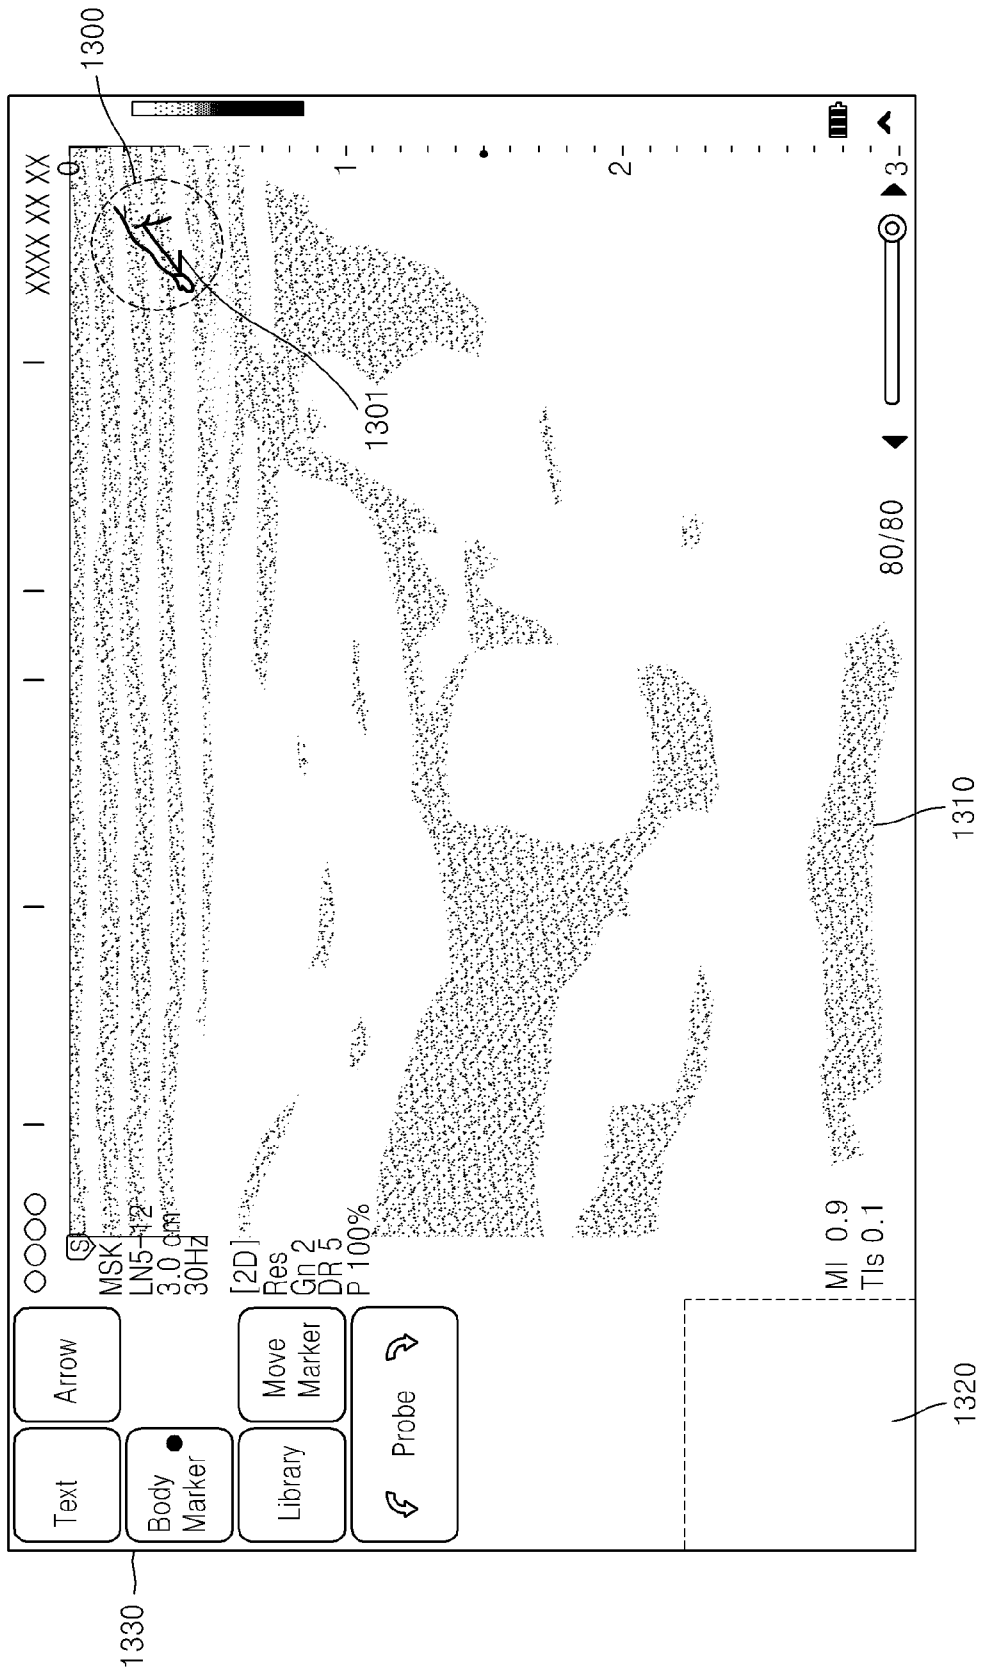 Text
Arrow
Body
Marker
Library
Move
Marker
Probe
○○○○
XXXX XX XX
S
MSK
LN5-12
3.0 cm
30Hz
[2D]
Res
Gn 2
DR 5
P 100%
MI 0.9
TIs 0.1
80/80
0
1
2
3
1300
1301
1310
1320
1330